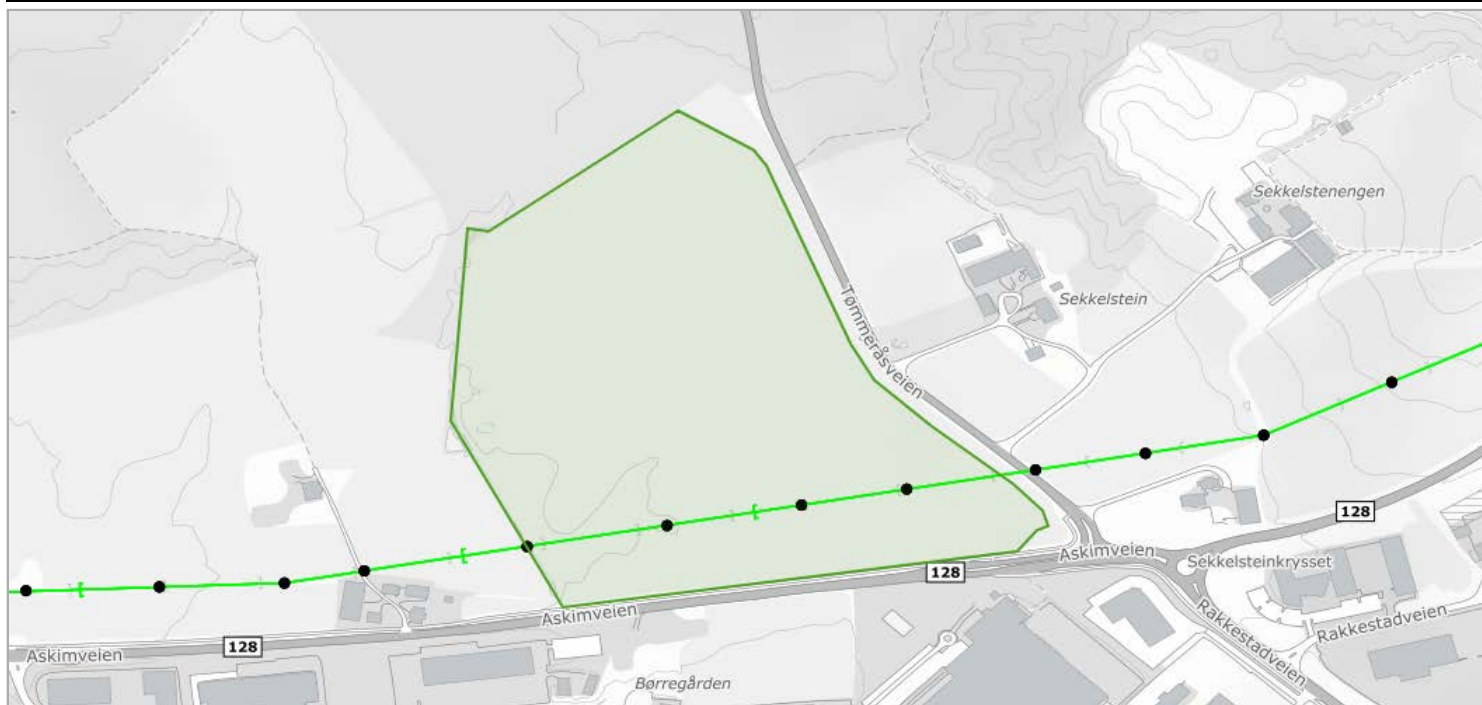 Sekkelstenengen
Tømmeråsveien
Sekkelstein
128
Askimveien
Sekkelsteinkrysset
128
Askimveien
Rakkestadveien
Rakkestadveien
128
Askimveien
Børregården